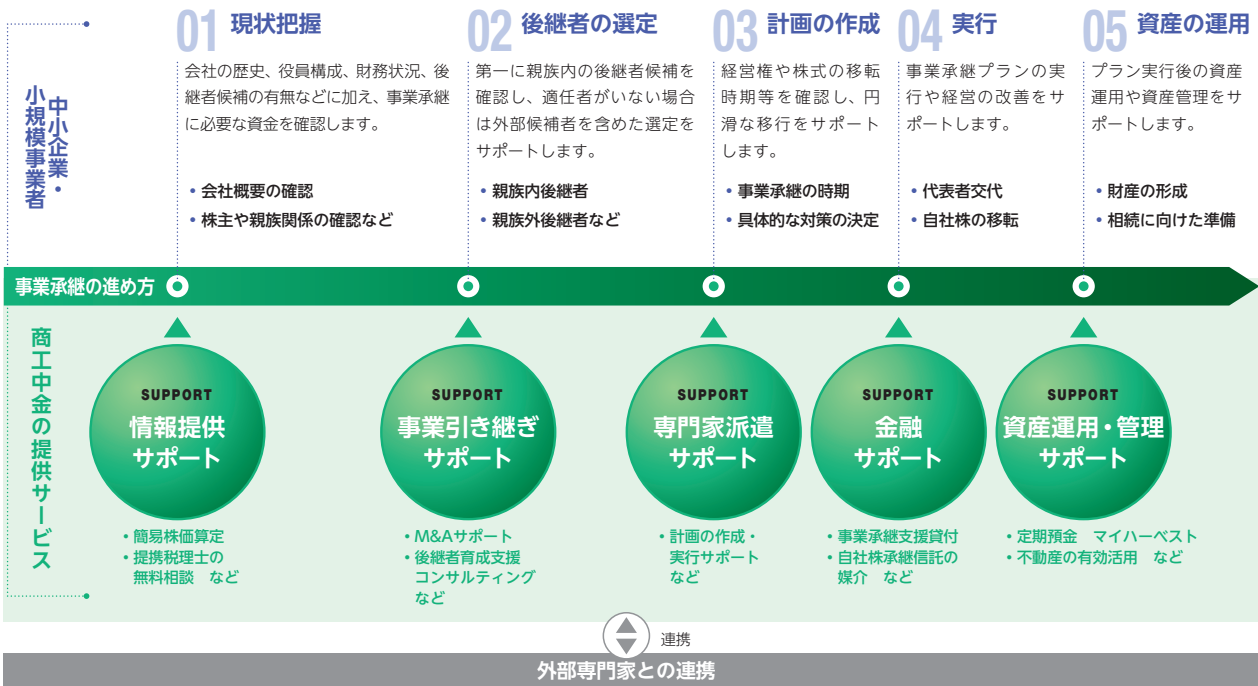 中小企業・
小規模事業者
01 現状把握
会社の歴史、役員構成、財務状況、後
継者候補の有無などに加え、事業承継
に必要な資金を確認します。
・会社概要の確認
・株主や親族関係の確認など
02 後継者の選定
第一に親族内の後継者候補を
確認し、適任者がいない場合
は外部候補者を含めた選定を
サポートします。
・親族内後継者
・親族外後継者など
03 計画の作成
経営権や株式の移転
時期等を確認し、円
滑な移行をサポート
します。
・事業承継の時期
・具体的な対策の決定
04 実行
事業承継プランの実
行や経営の改善をサ
ポートします。
・代表者交代
・自社株の移転
05 資産の運用
プラン実行後の資産
運用や資産管理をサ
ポートします。
・財産の形成
・相続に向けた準備
事業承継の進め方
商工中金の提供サービス
SUPPORT
情報提供
サポート
・簡易株価算定
・提携税理士の
無料相談 など
SUPPORT
事業引き継ぎ
サポート
・M&Aサポート
・後継者育成支援
コンサルティング
など
SUPPORT
専門家派遣
サポート
・計画の作成・
実行サポート
など
SUPPORT
金融
サポート
・事業承継支援貸付
・自社株承継信託の
媒介 など
SUPPORT
資産運用・管理
サポート
・定期預金 マイハーベスト
・不動産の有効活用 など
連携
外部専門家との連携